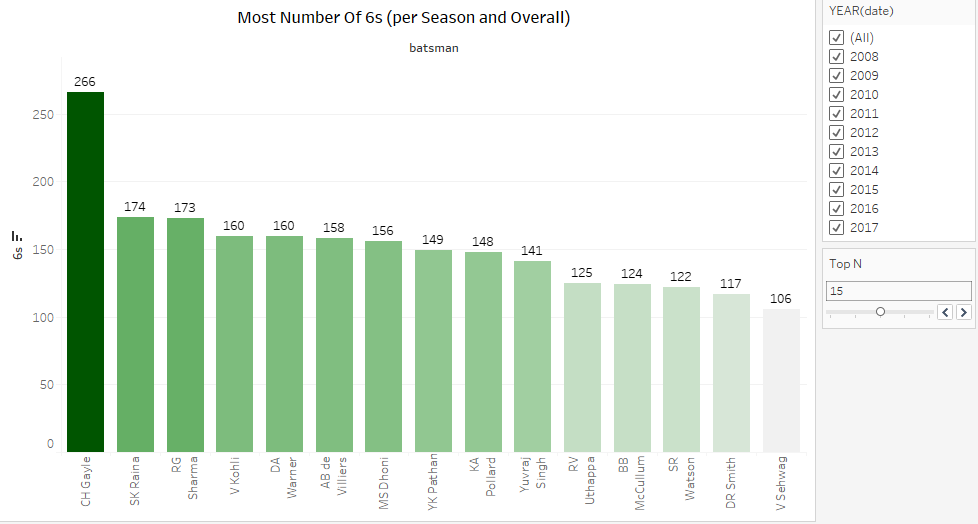 Most Number Of 6s (per Season and Overall)
batsman
266
174
173
160
160
158
156
149
148
141
125
124
122
117
106
250
200
150
100
50
0
6s
CH Gayle
SK Raina
RG
Sharma
V Kohli
DA
Warner
AB de
Villiers
MS Dhoni
YK Pathan
KA
Pollard
Yuvraj
Singh
RV
Uthappa
BB
McCullum
SR
Watson
DR Smith
V Sehwag
YEAR(date)
(All)
2008
2009
2010
2011
2012
2013
2014
2015
2016
2017
Top N
15